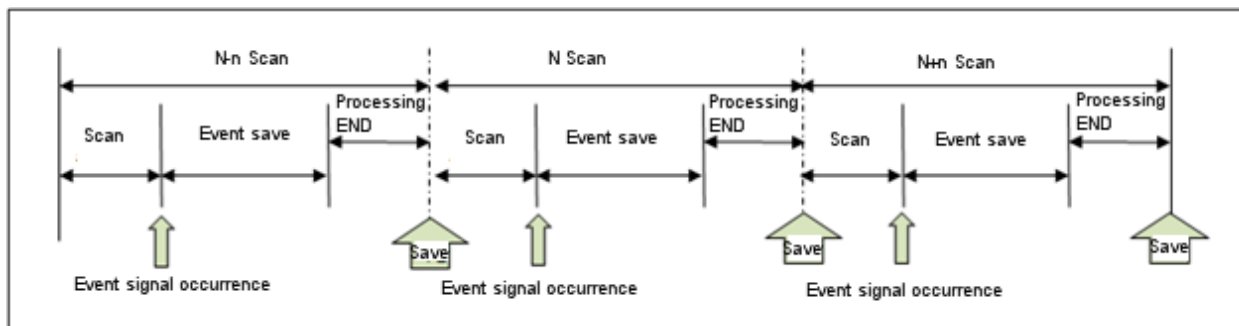 N-n Scan
N Scan
N+n Scan
Processing
END
Processing
END
Processing
END
Scan
Event save
Scan
Event save
Scan
Event save
Save
Save
Save
Event signal occurrence
Event signal occurrence
Event signal occurrence